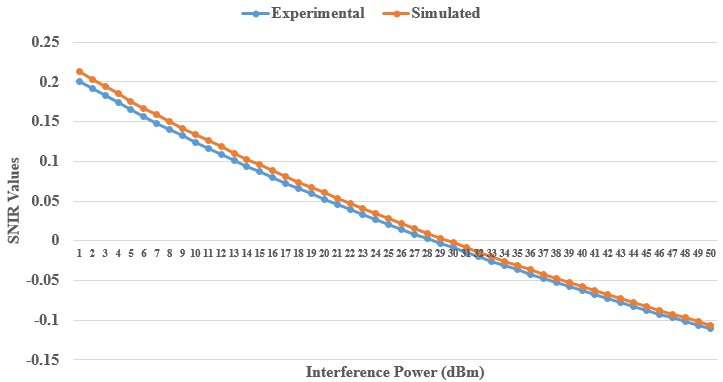 Experimental Simulated
0.25
0.2
0.15
0.1
0.05
0
1 2 3 4 5 6 7 8 9 10 11 12 13 14 15 16 17 18 19 20 21 22 23 24 25 26 27 28 29 30 31 32 33 34 35 36 37 38 39 40 41 42 43 44 45 46 47 48 49 50
-0.05
-0.1
-0.15
SNIR Values
Interference Power (dBm)